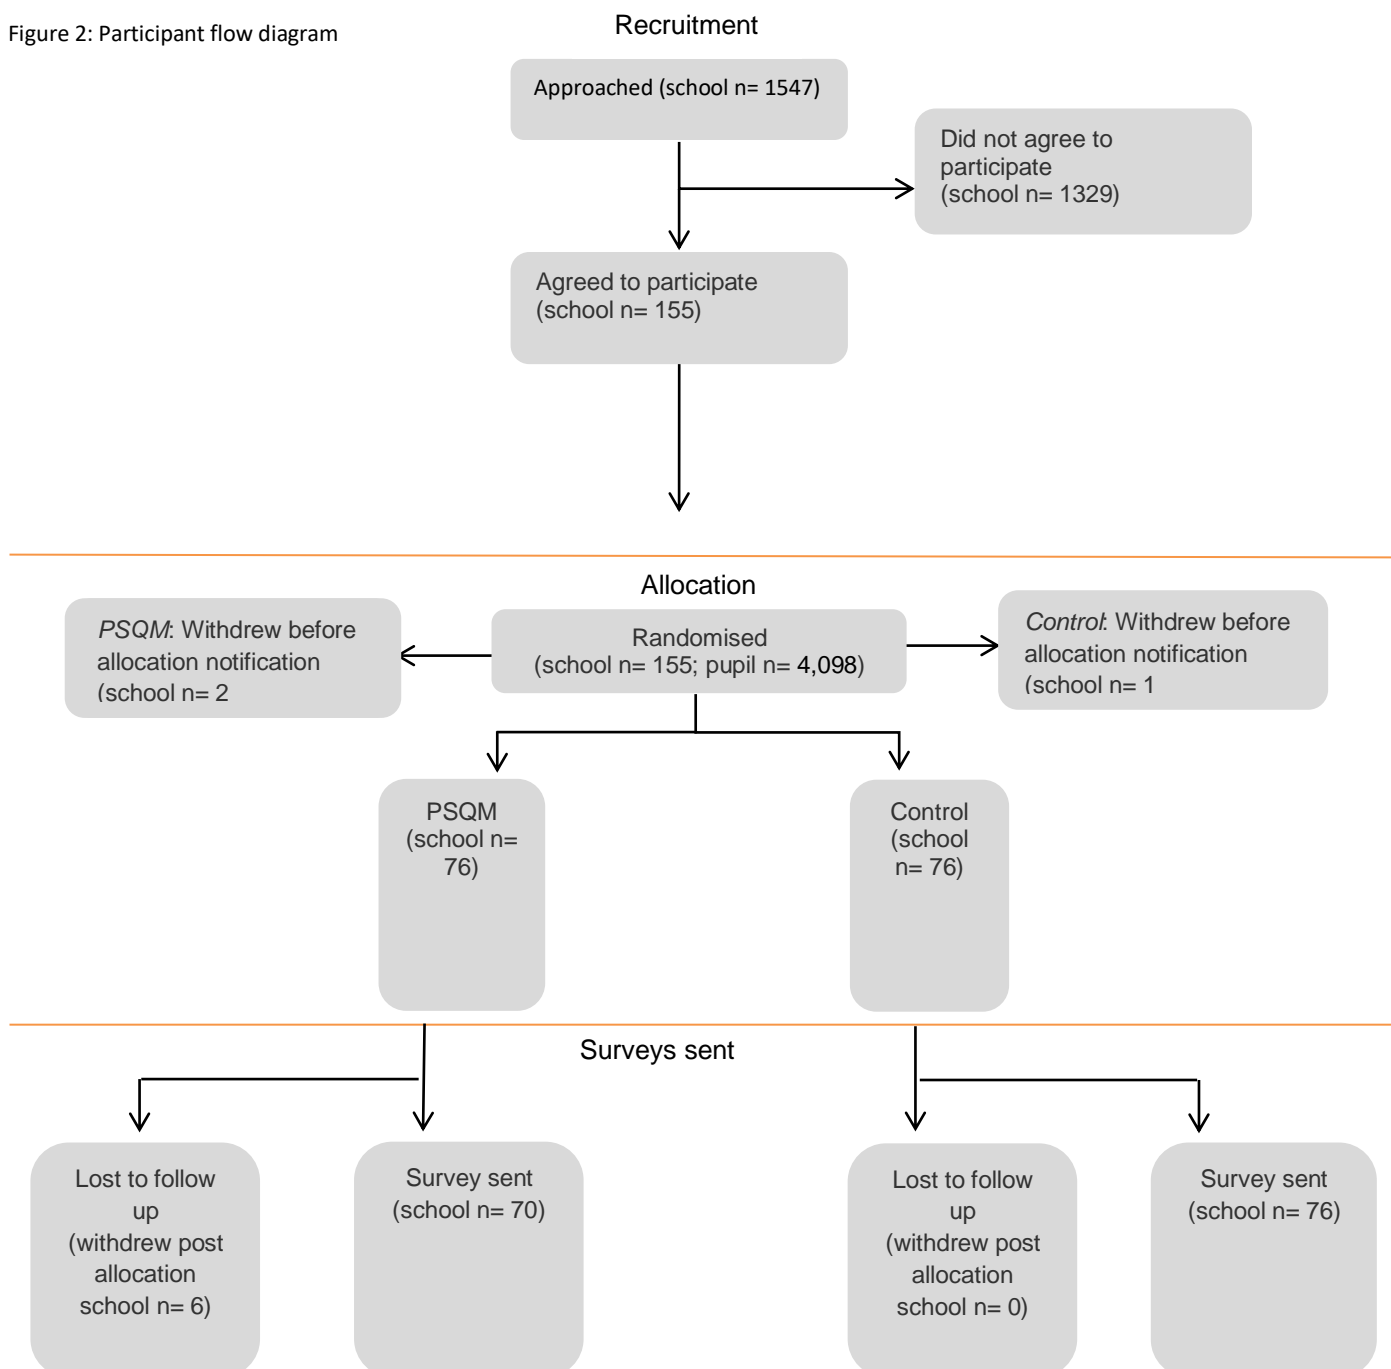 Figure 2: Participant flow diagram
Recruitment
Approached (school n= 1547)
Did not agree to
participate
(school n= 1329)
Agreed to participate
(school n= 155)
Allocation
PSQM: Withdrew before
allocation notification
(school n= 2
Randomised
(school n= 155; pupil n= 4,098)
Control: Withdrew before
allocation notification
(school n= 1
PSQM
(school n=
76)
Control
(school
n= 76)
Surveys sent
Lost to follow
up
(withdrew post
allocation
school n= 6)
Survey sent
(school n= 70)
Lost to follow
up
(withdrew post
allocation
school n= 0)
Survey sent
(school n= 76)